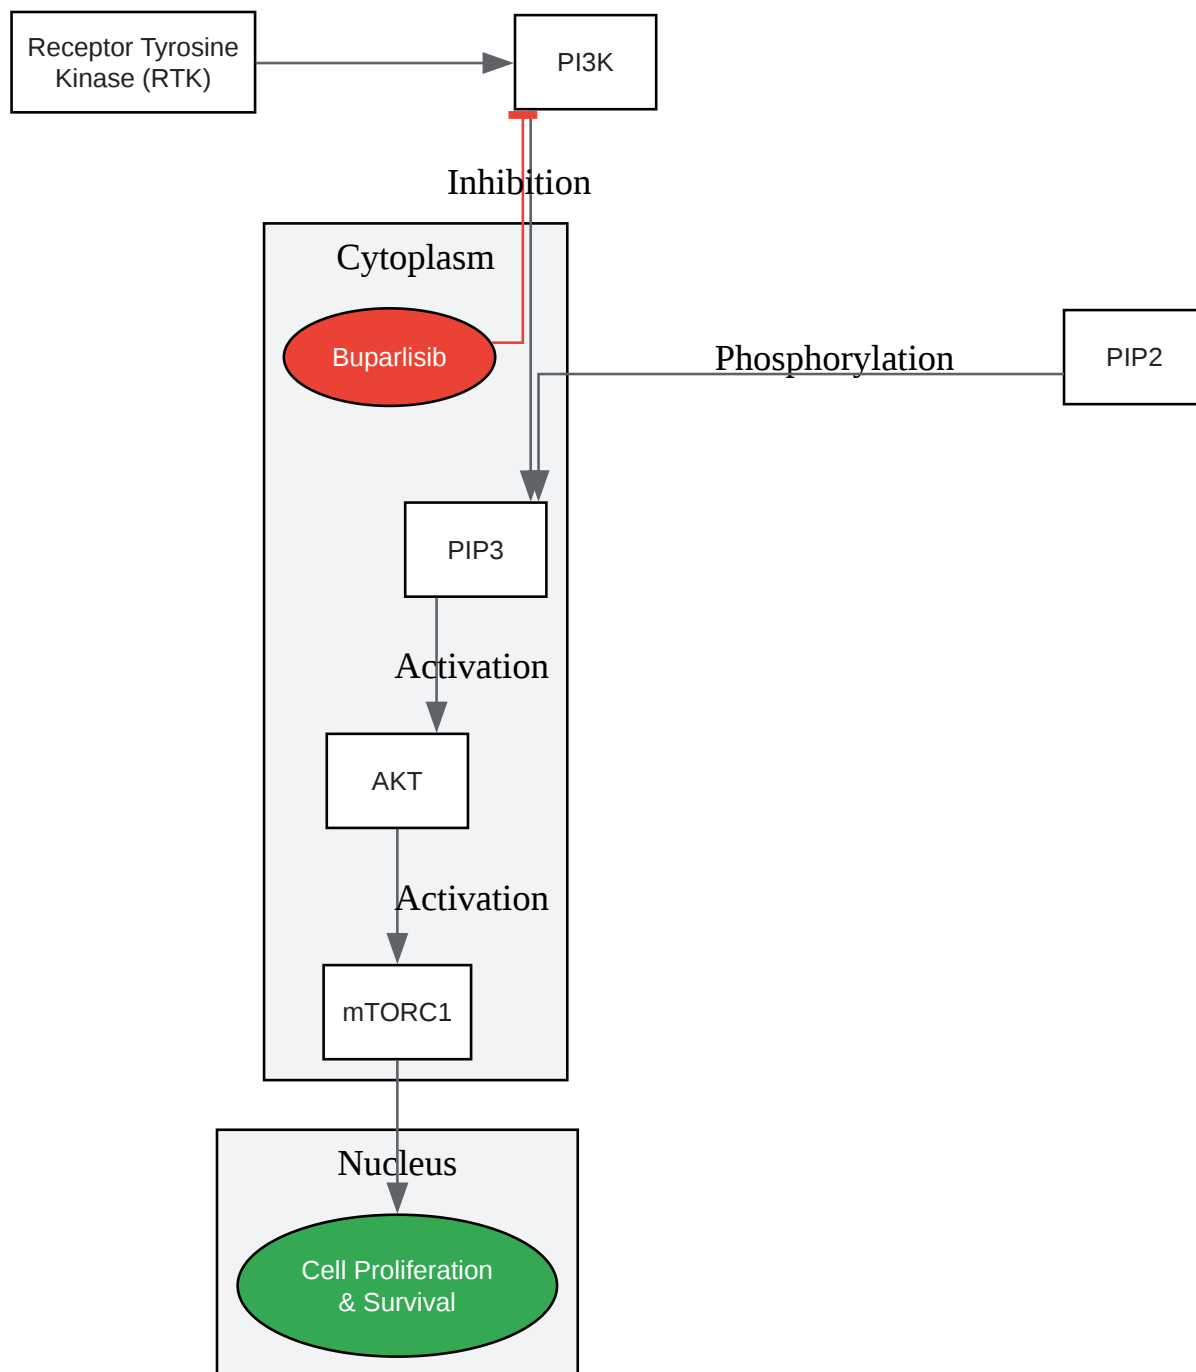 Receptor Tyrosine
Kinase (RTK)
PI3K
Inhibition
Cytoplasm
Buparlisib
Phosphorylation
PIP2
PIP3
Activation
AKT
Activation
mTORC1
Nucleus
Cell Proliferation
& Survival